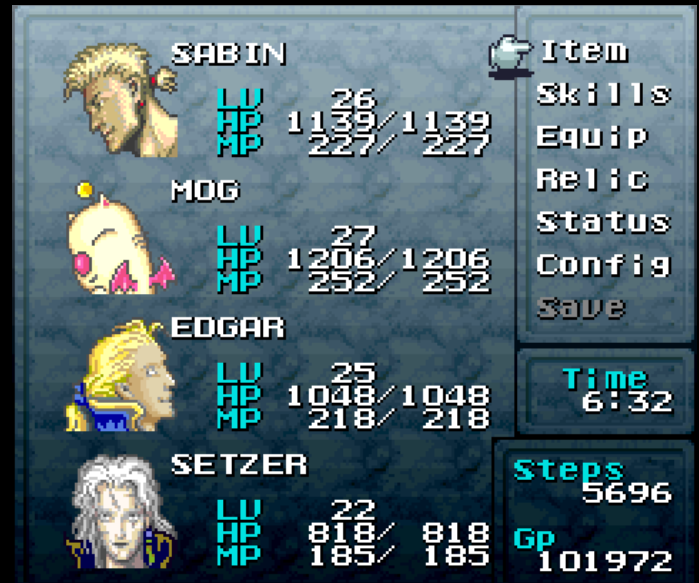 SABIN
LV 26
HP 1139/1139
MP 227/ 227
MOG
LV 27
HP 1206/1206
MP 252/ 252
EDGAR
LV 25
HP 1048/1048
MP 218/ 218
SETZER
LV 22
HP 818/ 818
MP 185/ 185
Item
Skills
Equip
Relic
Status
Config
Save
Time
6:32
Steps
5696
Gp
101972